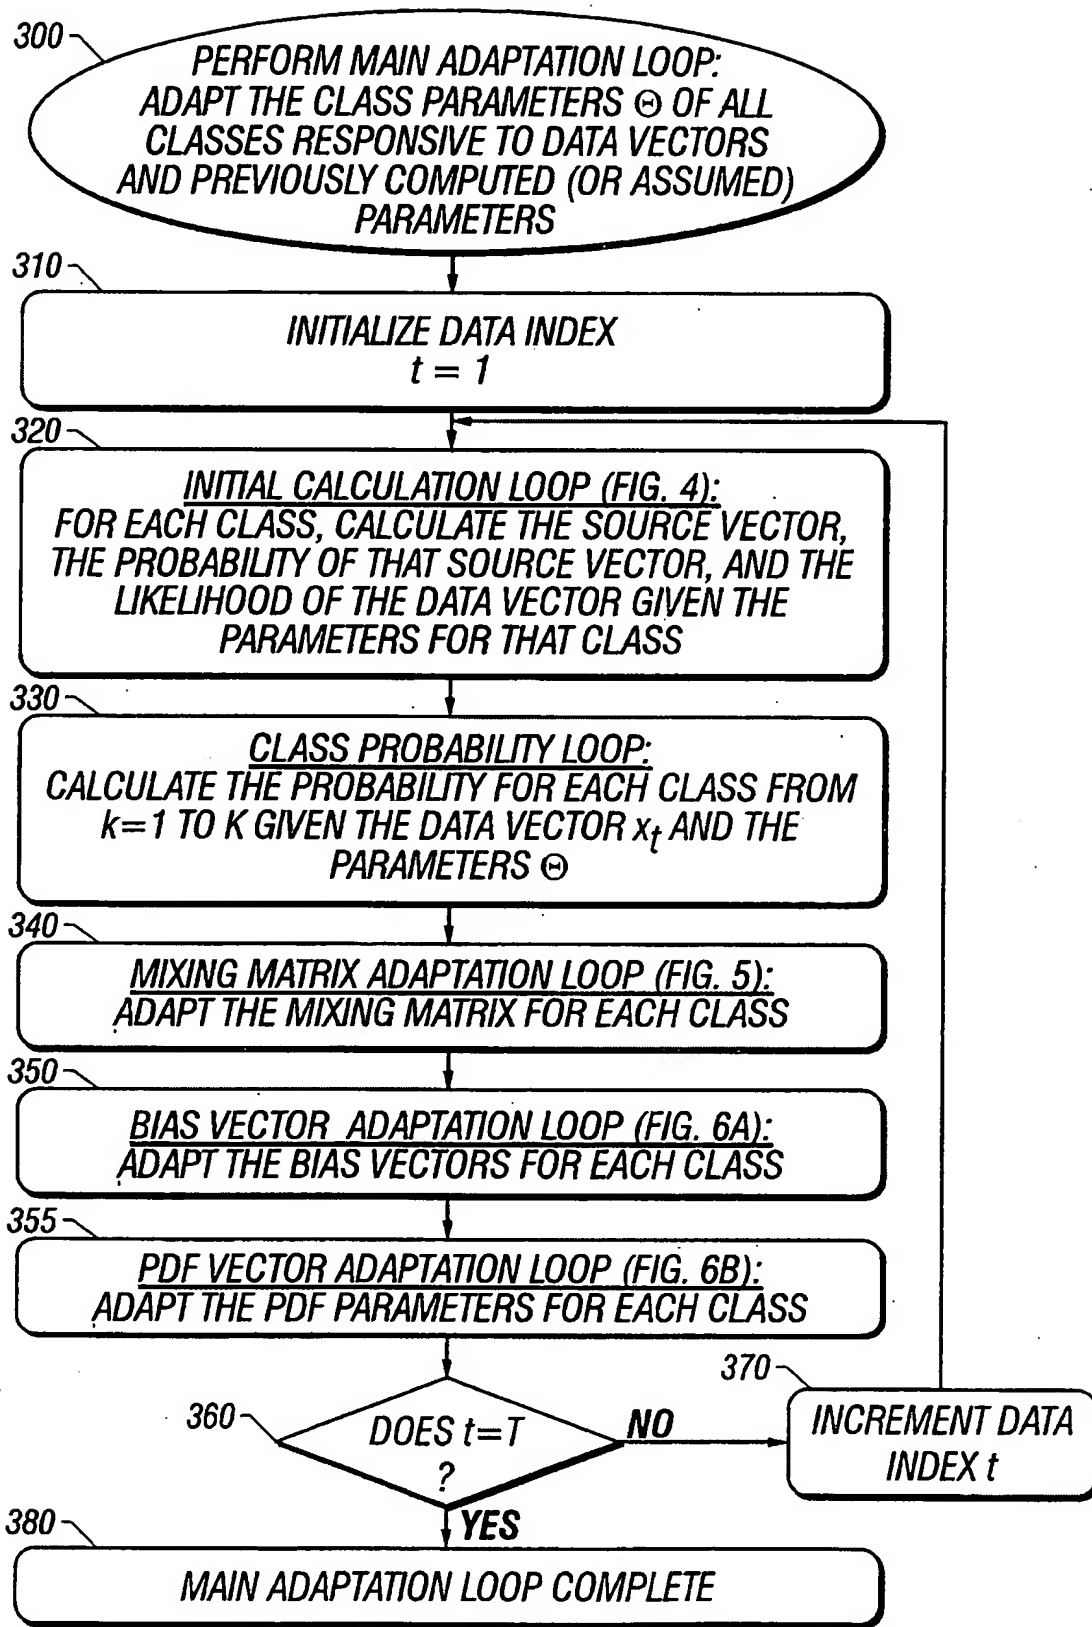 300
PERFORM MAIN ADAPTATION LOOP:
ADAPT THE CLASS PARAMETERS Θ OF ALL
CLASSES RESPONSIVE TO DATA VECTORS
AND PREVIOUSLY COMPUTED (OR ASSUMED)
PARAMETERS
310
INITIALIZE DATA INDEX
t = 1
320
INITIAL CALCULATION LOOP (FIG. 4):
FOR EACH CLASS, CALCULATE THE SOURCE VECTOR,
THE PROBABILITY OF THAT SOURCE VECTOR, AND THE
LIKELIHOOD OF THE DATA VECTOR GIVEN THE
PARAMETERS FOR THAT CLASS
330
CLASS PROBABILITY LOOP:
CALCULATE THE PROBABILITY FOR EACH CLASS FROM
k=1 TO K GIVEN THE DATA VECTOR xt AND THE
PARAMETERS Θ
340
MIXING MATRIX ADAPTATION LOOP (FIG. 5):
ADAPT THE MIXING MATRIX FOR EACH CLASS
350
BIAS VECTOR ADAPTATION LOOP (FIG. 6A):
ADAPT THE BIAS VECTORS FOR EACH CLASS
355
PDF VECTOR ADAPTATION LOOP (FIG. 6B):
ADAPT THE PDF PARAMETERS FOR EACH CLASS
360
DOES t=T
?
NO
370
INCREMENT DATA
INDEX t
YES
380
MAIN ADAPTATION LOOP COMPLETE